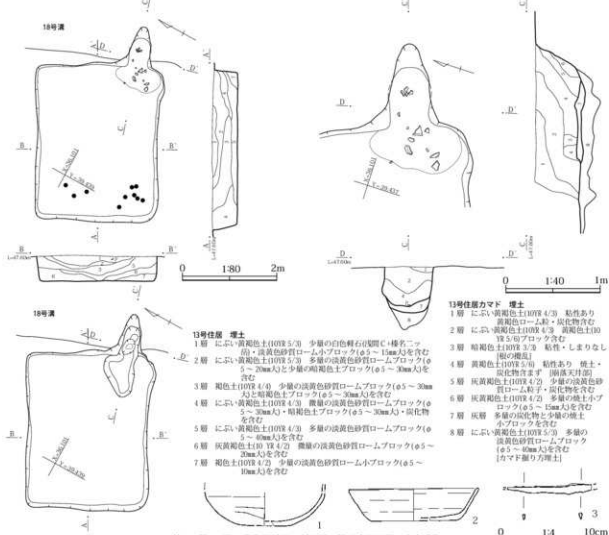 18号溝
0 1:80 2m
0 1:40 1m
13号住居 埋土
1層 にぶい黄褐色土(10YR 5/3) 少量の白色軽石(浅間C+榛名ニッ
岳)・淡黄色砂質ローム小ブロック(φ5~15mm大)を含む
2層 にぶい黄褐色土(10YR 5/3) 多量の淡黄色砂質ロームブロック(φ
5~20mm大)と少量の暗褐色土ブロック(φ5~30mm大)を
含む
3層 褐色土(10YR 4/4) 少量の淡黄色砂質ロームブロック(φ5~30mm
大)と暗褐色土ブロック(φ5~30mm大)を含む
4層 にぶい黄褐色土(10YR 4/3) 微量の淡黄色砂質ロームブロック(φ
5~30mm大)・暗褐色土ブロック(φ5~30mm大)・炭化物
を含む
5層 にぶい黄褐色土(10YR 4/3) 多量の淡黄色砂質ロームブロック(φ
5~40mm大)を含む
6層 灰黄褐色土(10 YR 4/2) 微量の淡黄色砂質ロームブロック(φ5~
20mm大)を含む
7層 褐色土(10YR 4/2) 少量の淡黄色砂質ローム小ブロック(φ5~
10mm大)を含む
13号住居カマド 埋土
1層 にぶい黄褐色土(10YR 4/3) 粘性あり
黄褐色ローム粒・炭化物含む
2層 にぶい黄褐色土(10YR 4/3) 黄褐色土(10
YR 5/6)ブロック含む
3層 暗褐色土(10YR 3/3) 粘性・しまりなし
[根の攪乱]
4層 黄褐色土(10YR 5/6) 粘性あり 焼土・
炭化物含まず [崩落天井部]
5層 灰黄褐色土(10YR 4/2) 少量の淡黄色砂
質ローム粒子・炭化物を含む
6層 灰黄褐色土(10YR 4/2) 多量の焼土小ブ
ロック(φ5~15mm大)を含む
7層 灰層 多量の炭化物と少量の焼土
小ブロックを含む
8層 にぶい黄褐色土(10YR 5/3) 多量の
淡黄色砂質ロームブロック
(φ5~40mm大)を含む
[カマド掘り方埋土]
18号溝
1
2
3
0 1:4 10cm